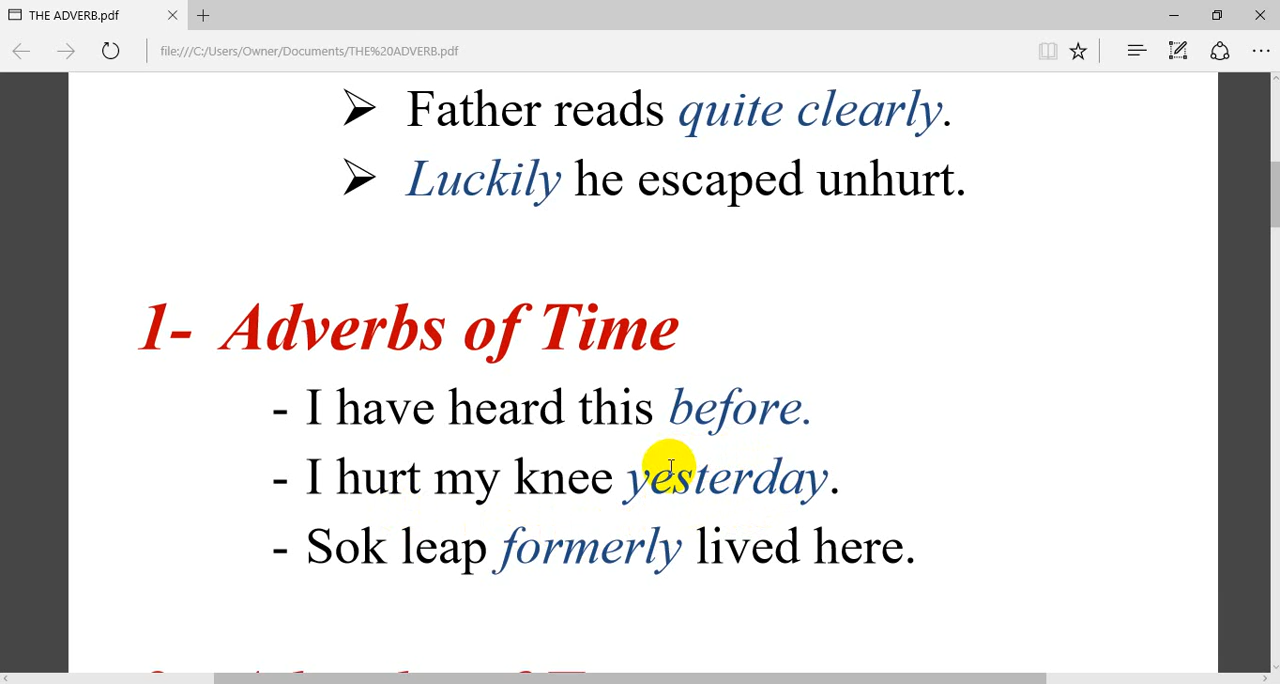 THE ADVERB.pdf
file:///C:/Users/Owner/Documents/THE%20ADVERB.pdf
➤ Father reads quite clearly.
➤ Luckily he escaped unhurt.
1- Adverbs of Time
- I have heard this before.
- I hurt my knee yesterday.
- Sok leap formerly lived here.